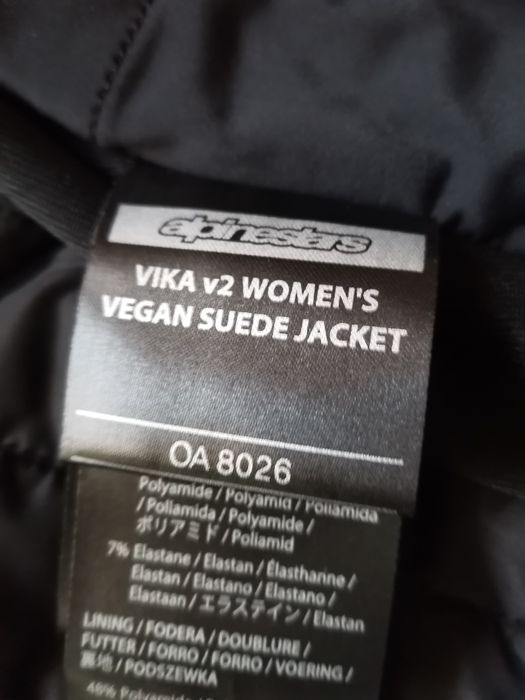 alpinestars
VIKA v2 WOMEN'S
VEGAN SUEDE JACKET
OA 8026
Polyamide / Polyamid / Poliamida
/ Poliamida / Polyamide /
ポリアミド / Poliamid
7% Elastane / Elastan / Élasthanne /
Elastan / Elastano / Elastano /
Elastaan / エラステイン / Elastan
LINING / FODERA / DOUBLURE /
FUTTER / FORRO / FORRO / VOERING /
裏地 / PODSZEWKA
46% Polyamide /